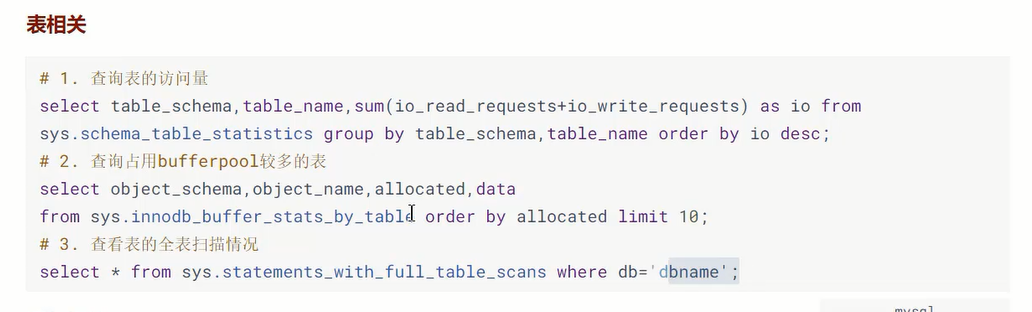 表相关
# 1. 查询表的访问量
select table_schema,table_name,sum(io_read_requests+io_write_requests) as io from
sys.schema_table_statistics group by table_schema,table_name order by io desc;
# 2. 查询占用bufferpool较多的表
select object_schema,object_name,allocated,data
from sys.innodb_buffer_stats_by_table order by allocated limit 10;
# 3. 查看表的全表扫描情况
select * from sys.statements_with_full_table_scans where db='dbname';
mysql